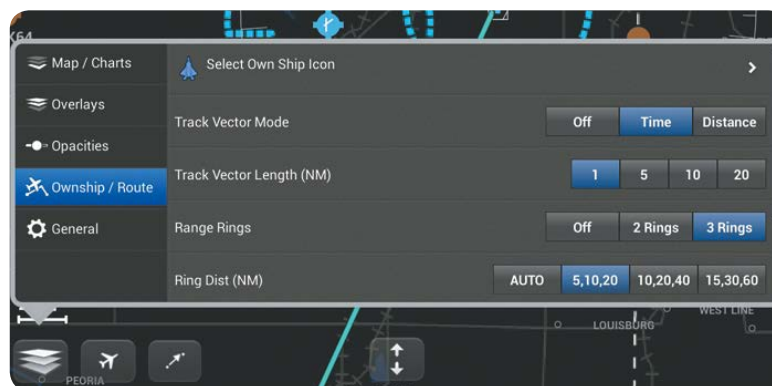 K64
Map / Charts
Overlays
Opacities
Ownship / Route
General
Select Own Ship Icon
Track Vector Mode Off Time Distance
Track Vector Length (NM) 1 5 10 20
Range Rings Off 2 Rings 3 Rings
Ring Dist (NM) AUTO 5,10,20 10,20,40 15,30,60
WEST LINE
LOUISBURG
PEORIA